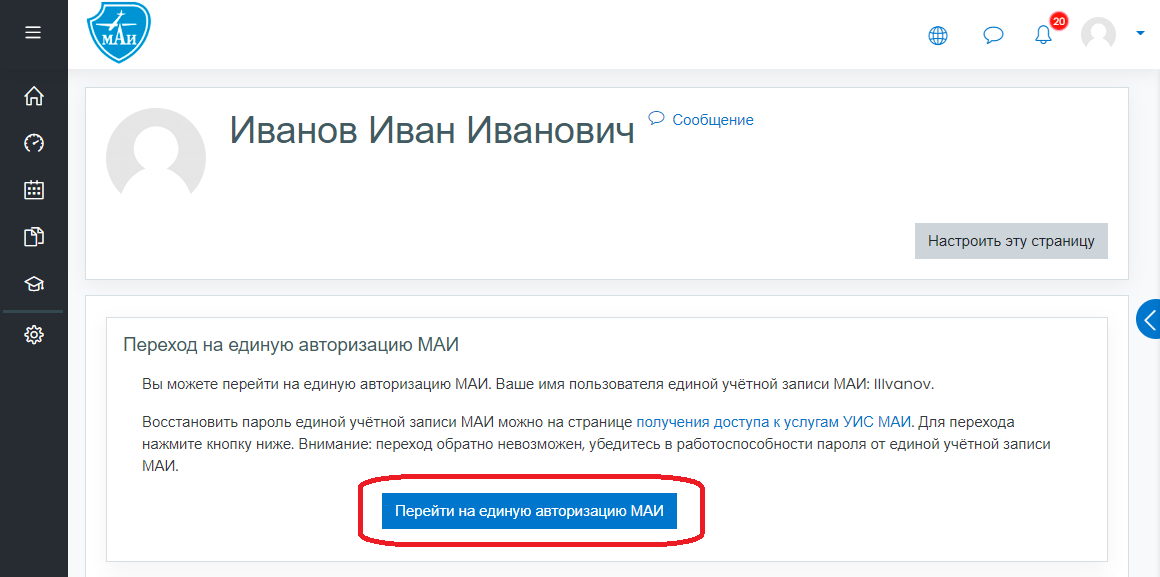 МАИ
20
Иванов Иван Иванович
Сообщение
Настроить эту страницу
Переход на единую авторизацию МАИ
Вы можете перейти на единую авторизацию МАИ. Ваше имя пользователя единой учётной записи МАИ: IIIvanov.
Восстановить пароль единой учётной записи МАИ можно на странице получения доступа к услугам УИС МАИ. Для перехода
нажмите кнопку ниже. Внимание: переход обратно невозможен, убедитесь в работоспособности пароля от единой учётной записи
МАИ.
Перейти на единую авторизацию МАИ